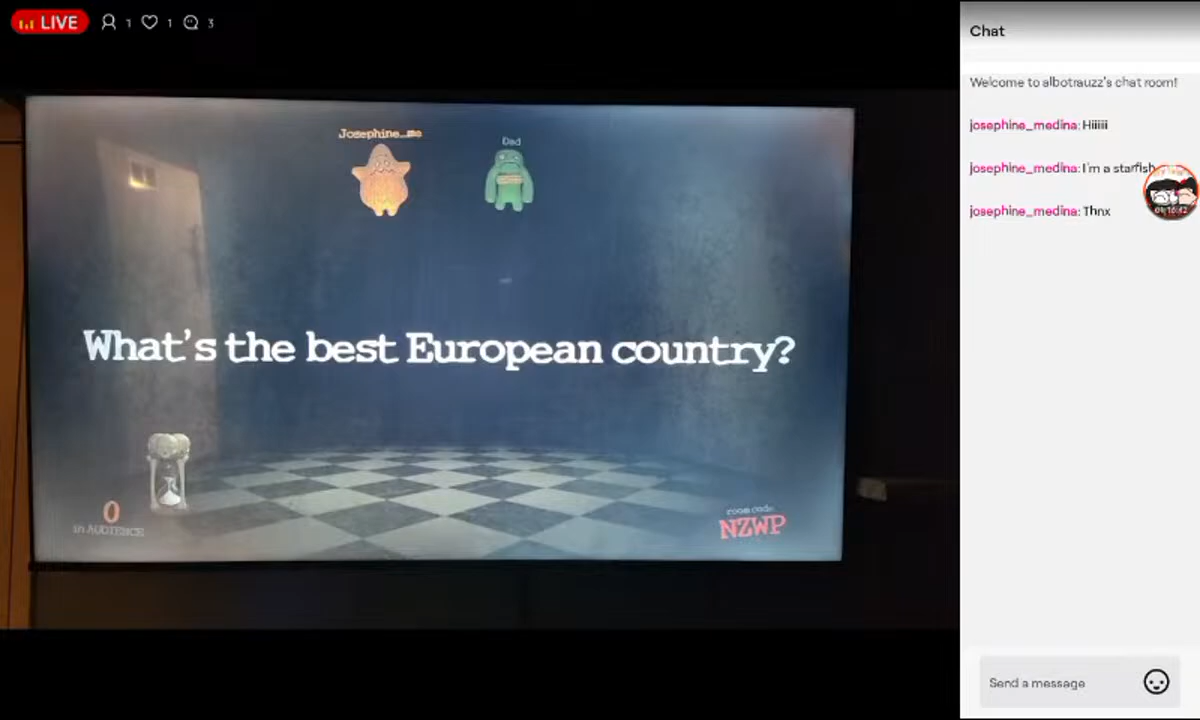 LIVE 1 1 3
Chat
Welcome to albotrauzz's chat room!
josephine_medina: Hiiiiii
josephine_medina: I'm a starfish
josephine_medina: Thnx
Josephine_me
Dad
What's the best European country?
0
in AUDIENCE
room code
NZWP
Send a message